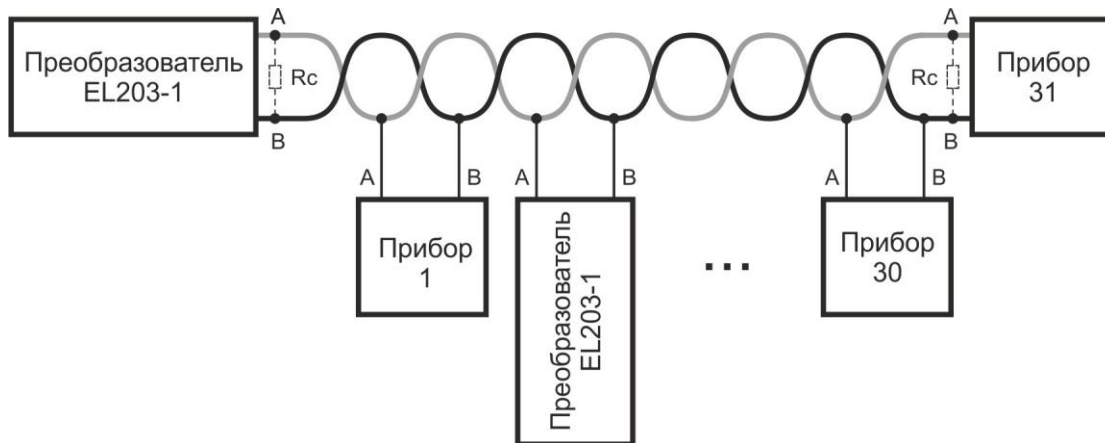 A
A
Преобразователь
EL203-1
Rc
Rc
Прибор
31
B
B
A
B
A
B
A
B
Прибор
1
Преобразователь
EL203-1
...
Прибор
30